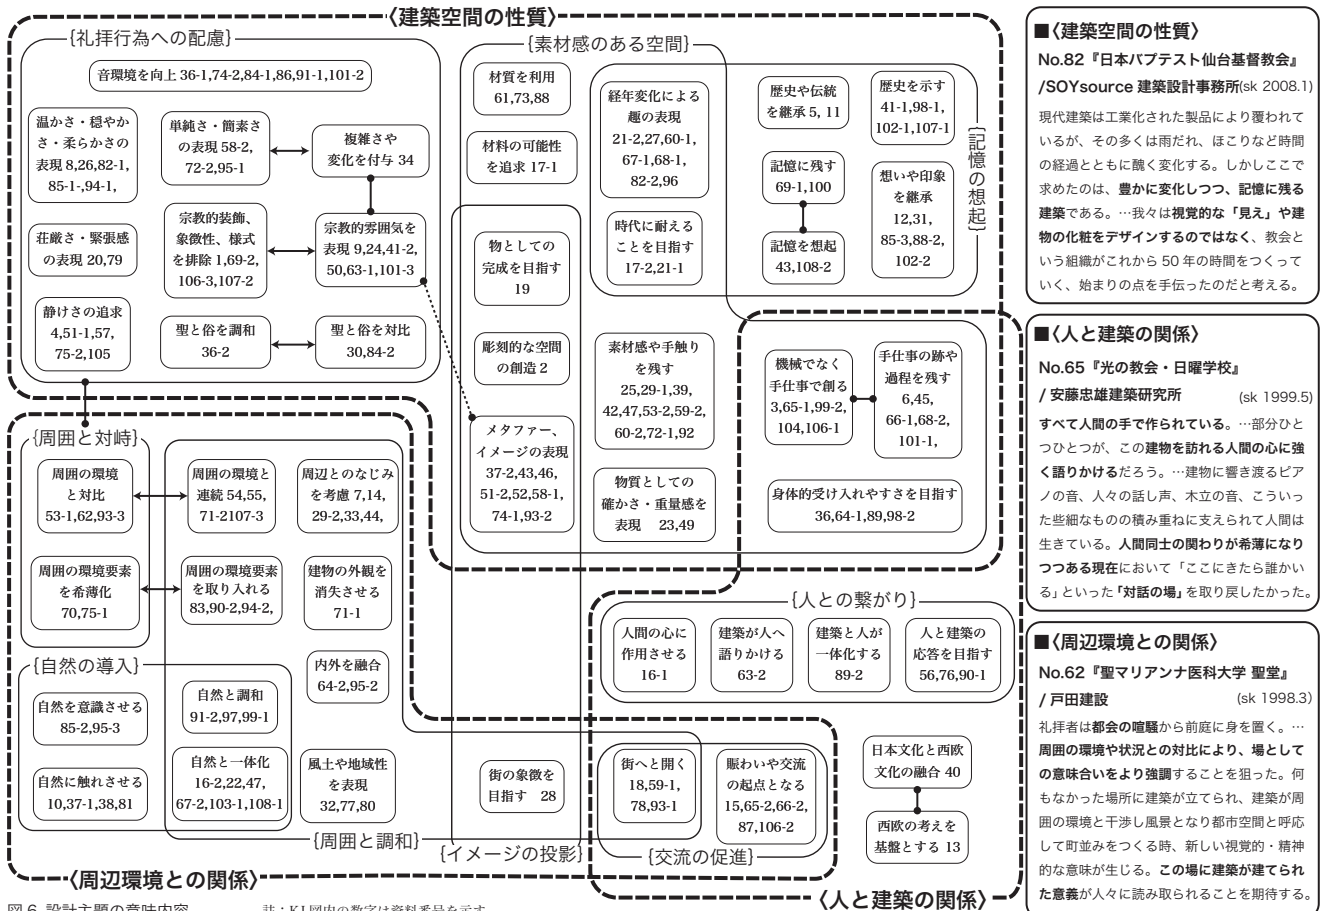 〈建築空間の性質〉
{礼拝行為への配慮}
音環境を向上 36-1,74-2,84-1,86,91-1,101-2
温かさ・穏やか
さ・柔らかさの
表現 8,26,82-1,
85-1-,94-1,
単純さ・簡素さ
の表現 58-2,
72-2,95-1
複雑さや
変化を付与 34
荘厳さ・緊張感
の表現 20,79
宗教的装飾、
象徴性、様式
を排除 1,69-2,
106-3,107-2
宗教的雰囲気を
表現 9,24,41-2,
50,63-1,101-3
静けさの追求
4,51-1,57,
75-2,105
聖と俗を調和
36-2
聖と俗を対比
30,84-2
{素材感のある空間}
材質を利用
61,73,88
材料の可能性
を追求 17-1
物としての
完成を目指す
19
彫刻的な空間
の創造 2
メタファー、
イメージの表現
37-2,43,46,
51-2,52,58-1,
74-1,93-2
経年変化による
趣の表現
21-2,27,60-1,
67-1,68-1,
82-2,96
時代に耐える
ことを目指す
17-2,21-1
歴史や伝統
を継承 5, 11
歴史を示す
41-1,98-1,
102-1,107-1
記憶に残す
69-1,100
記憶を想起
43,108-2
想いや印象
を継承
12,31,
85-3,88-2,
102-2
{記憶の想起}
素材感や手触り
を残す
25,29-1,39,
42,47,53-2,59-2,
60-2,72-1,92
物質としての
確かさ・重量感を
表現 23,49
機械でなく
手仕事で創る
3,65-1,99-2,
104,106-1
手仕事の跡や
過程を残す
6,45,
66-1,68-2,
101-1,
身体的受け入れやすさを目指す
36,64-1,89,98-2
{周囲と対峙}
周囲の環境
と対比
53-1,62,93-3
周囲の環境と
連続 54,55,
71-2107-3
周辺とのなじみ
を考慮 7,14,
29-2,33,44,
周囲の環境要素
を希薄化
70,75-1
周囲の環境要素
を取り入れる
83,90-2,94-2,
建物の外観を
消失させる
71-1
{自然の導入}
自然を意識させる
85-2,95-3
自然と調和
91-2,97,99-1
内外を融合
64-2,95-2
自然に触れさせる
10,37-1,38,81
自然と一体化
16-2,22,47,
67-2,103-1,108-1
風土や地域性
を表現
32,77,80
{周囲と調和}
〈周辺環境との関係〉
街の象徴を
目指す 28
{イメージの投影}
{人との繋がり}
人間の心に
作用させる
16-1
建築が人へ
語りかける
63-2
建築と人が
一体化する
89-2
人と建築の
応答を目指す
56,76,90-1
街へと開く
18,59-1,
78,93-1
賑わいや交流
の起点となる
15,65-2,66-2,
87,106-2
{交流の促進}
日本文化と西欧
文化の融合 40
西欧の考えを
基盤とする 13
〈人と建築の関係〉
■〈建築空間の性質〉
No.82『日本バプテスト仙台基督教会』
/SOYsource 建築設計事務所(sk 2008.1)
現代建築は工業化された製品により覆われて
いるが、その多くは雨だれ、ほこりなど時間
の経過とともに醜く変化する。しかしここで
求めたのは、豊かに変化しつつ、記憶に残る
建築である。…我々は視覚的な「見え」や建
物の化粧をデザインするのではなく、教会と
いう組織がこれから 50 年の時間をつくって
いく、始まりの点を手伝ったのだと考える。
■〈人と建築の関係〉
No.65『光の教会・日曜学校』
/ 安藤忠雄建築研究所 (sk 1999.5)
すべて人間の手で作られている。…部分ひと
つひとつが、この建物を訪れる人間の心に強
く語りかけるだろう。…建物に響き渡るピア
ノの音、人々の話し声、木立の音、こういっ
た些細なものの積み重ねに支えられて人間は
生きている。人間同士の関わりが希薄になり
つつある現在において「ここにきたら誰かい
る」といった「対話の場」を取り戻したかった。
■〈周辺環境との関係〉
No.62『聖マリアンナ医科大学 聖堂』
/ 戸田建設 (sk 1998.3)
礼拝者は都会の喧騒から前庭に身を置く。…
周囲の環境や状況との対比により、場として
の意味合いをより強調することを狙った。何
もなかった場所に建築が立てられ、建築が周
囲の環境と干渉し風景となり都市空間と呼応
して町並みをつくる時、新しい視覚的・精神
的な意味が生じる。この場に建築が建てられ
た意義が人々に読み取られることを期待する。
図 6 設計主題の意味内容
註：KJ 図内の数字は資料番号を示す